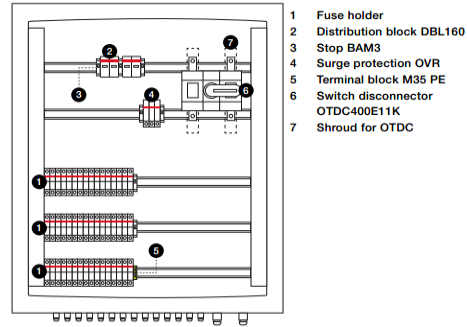 2
7
3
4
6
1
1
5
1
1 Fuse holder
2 Distribution block DBL160
3 Stop BAM3
4 Surge protection OVR
5 Terminal block M35 PE
6 Switch disconnector
OTDC400E11K
7 Shroud for OTDC